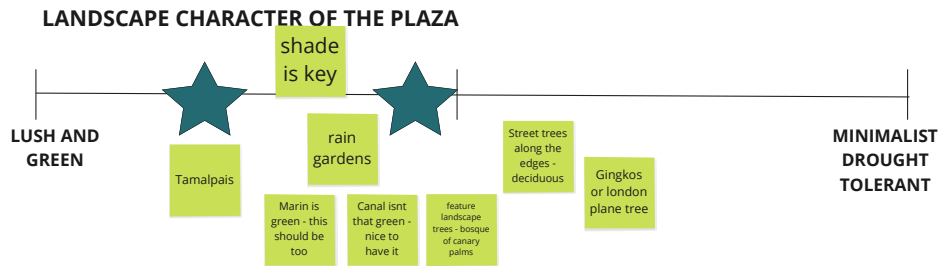 LANDSCAPE CHARACTER OF THE PLAZA
shade
is key
LUSH AND
GREEN
MINIMALIST
DROUGHT
TOLERANT
Tamalpais
rain
gardens
Street trees
along the
edges -
deciduous
Gingkos
or london
plane tree
Marin is
green - this
should be
too
Canal isnt
that green -
nice to
have it
feature
landscape
trees - bosque
of canary
palms